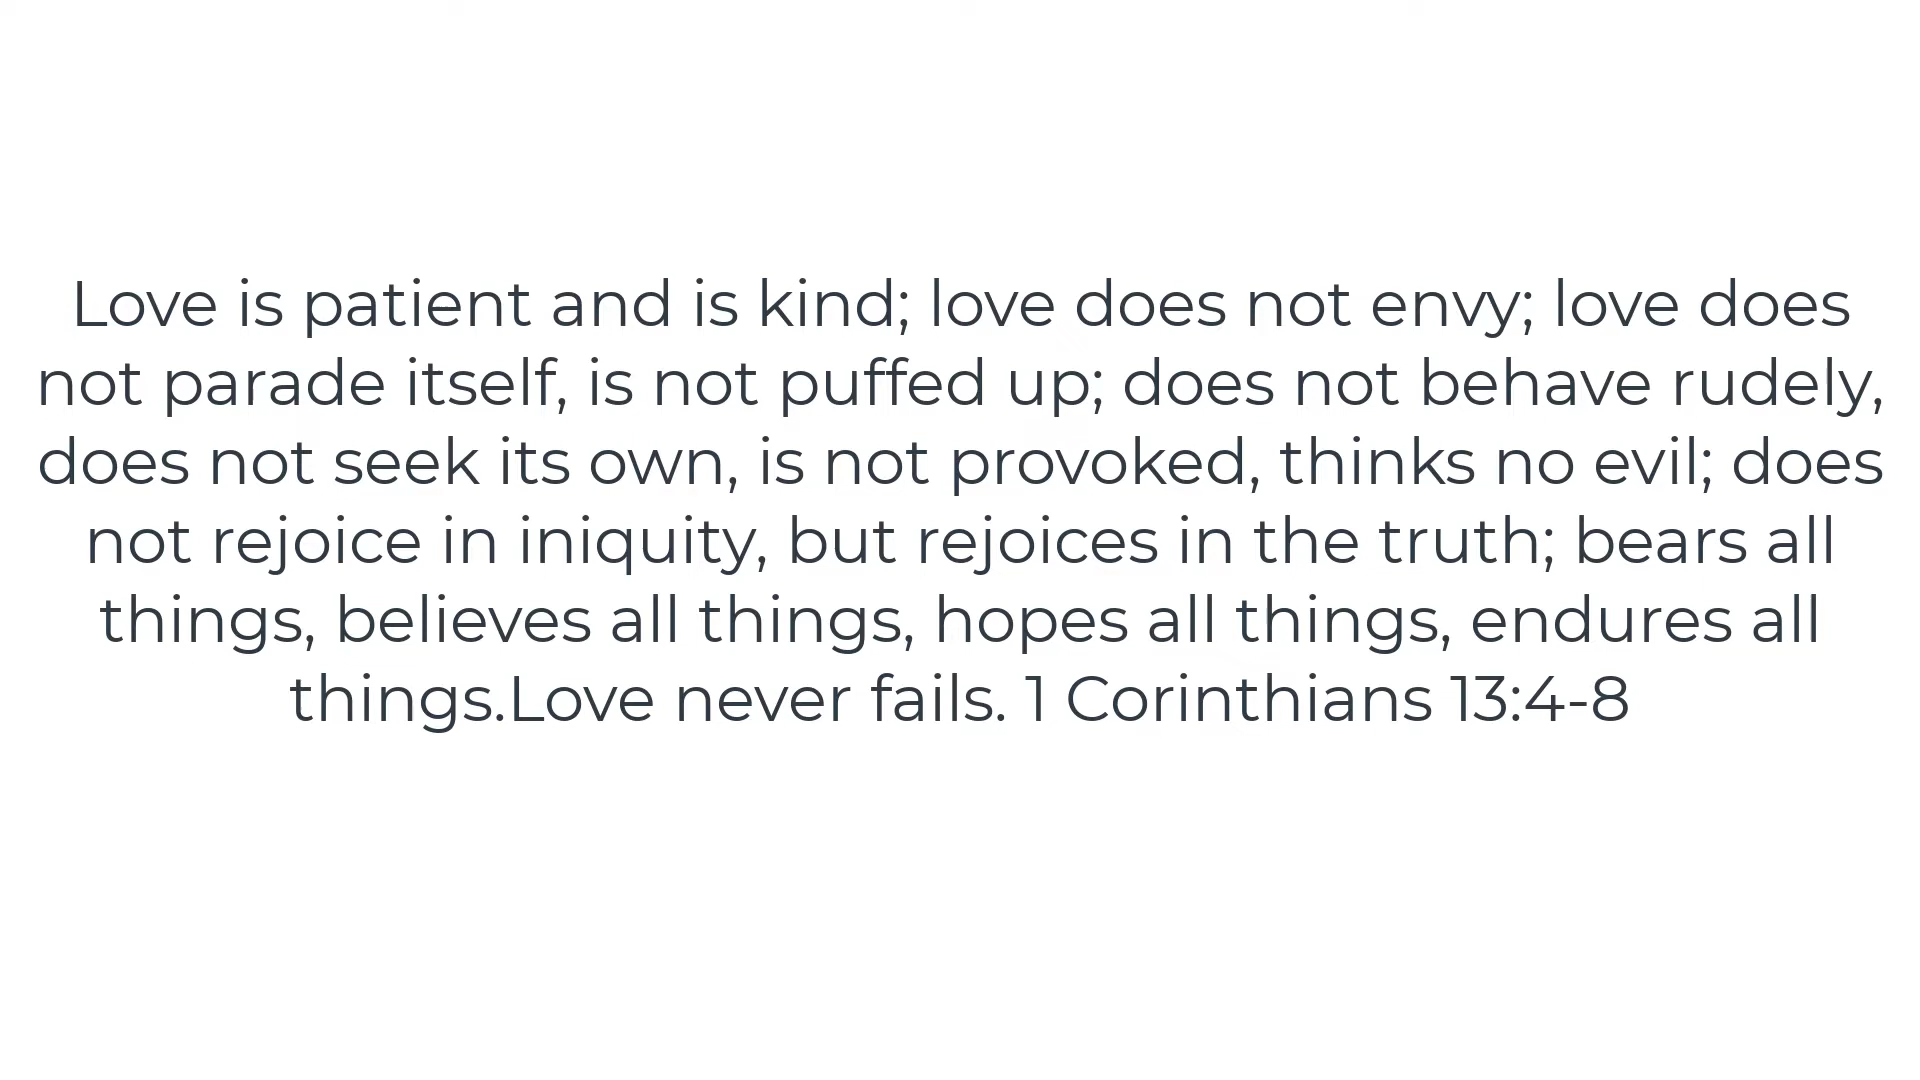 Love is patient and is kind; love does not envy; love does
not parade itself, is not puffed up; does not behave rudely,
does not seek its own, is not provoked, thinks no evil; does
not rejoice in iniquity, but rejoices in the truth; bears all
things, believes all things, hopes all things, endures all
things.Love never fails. 1 Corinthians 13:4-8